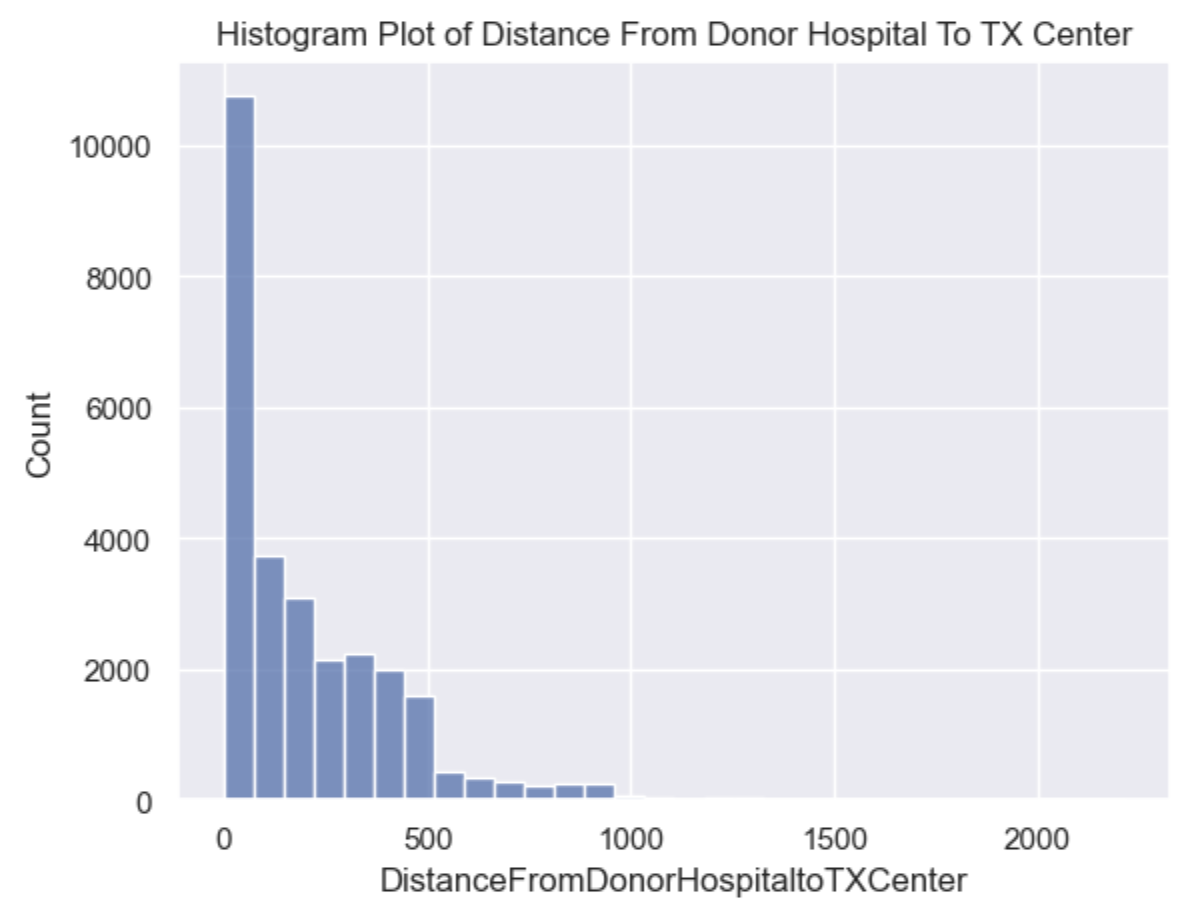 Histogram Plot of Distance From Donor Hospital To TX Center
10000
8000
6000
4000
2000
0
Count
0 500 1000 1500 2000
DistanceFromDonorHospitaltoTXCenter